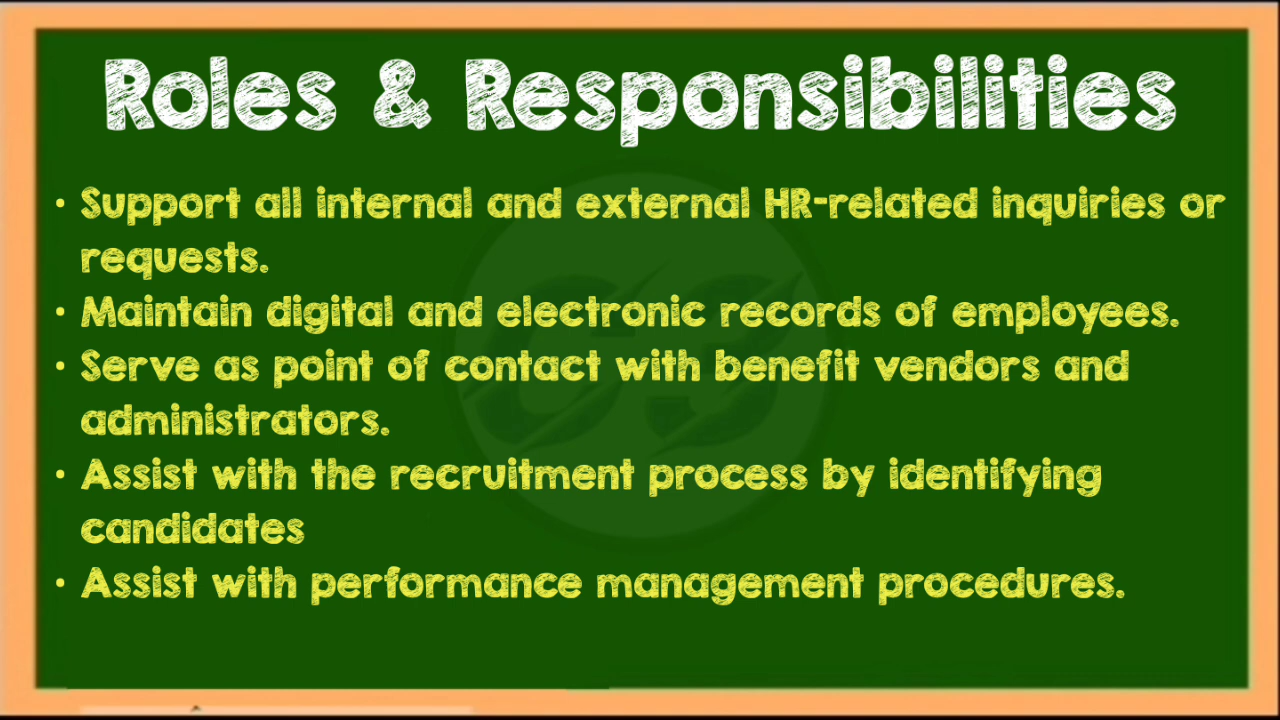 Roles & Responsibilities
• Support all internal and external HR-related inquiries or
requests.
• Maintain digital and electronic records of employees.
• Serve as point of contact with benefit vendors and
administrators.
• Assist with the recruitment process by identifying
candidates
• Assist with performance management procedures.